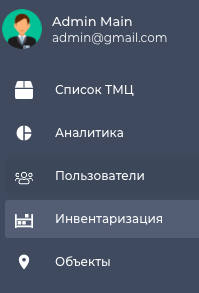 Admin Main
admin@gmail.com
Список ТМЦ
Аналитика
Пользователи
Инвентаризация
Объекты